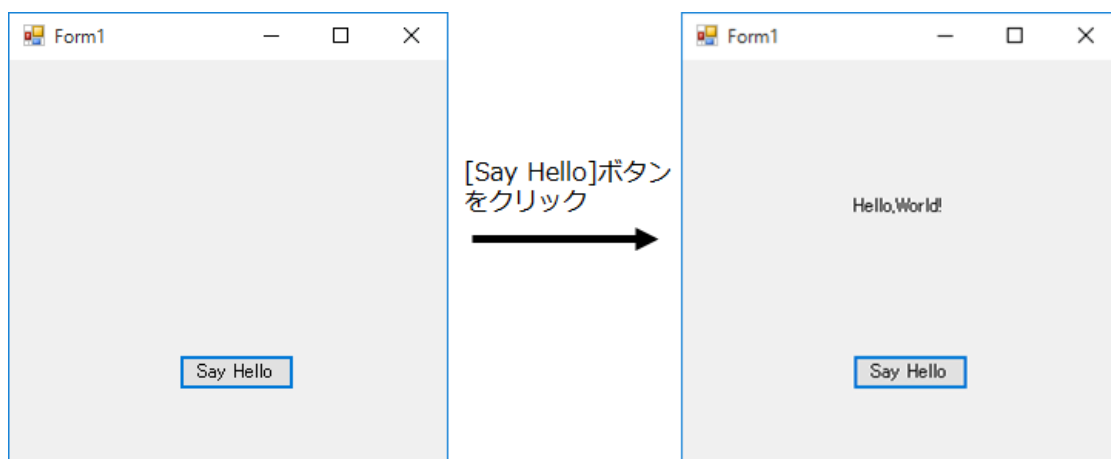 Form1
Say Hello
[Say Hello]ボタン
をクリック
Form1
Hello,World!
Say Hello